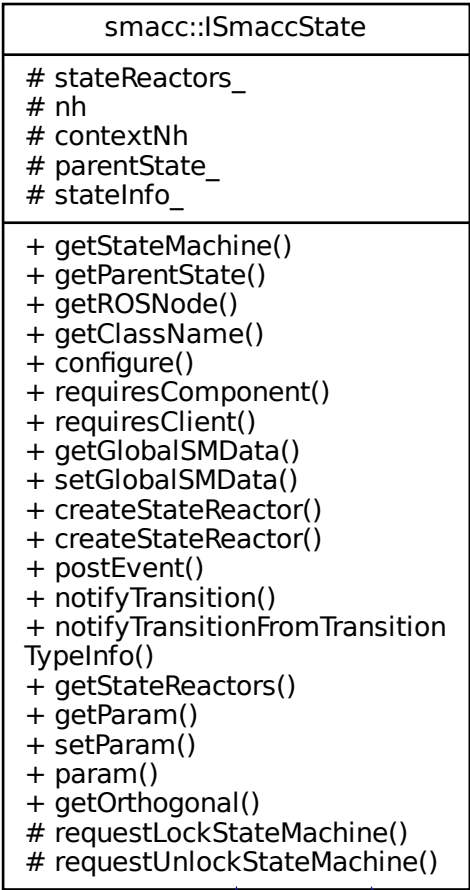 smacc::ISmaccState
# stateReactors_
# nh
# contextNh
# parentState_
# stateInfo_
+ getStateMachine()
+ getParentState()
+ getROSNode()
+ getClassName()
+ configure()
+ requiresComponent()
+ requiresClient()
+ getGlobalSMData()
+ setGlobalSMData()
+ createStateReactor()
+ createStateReactor()
+ postEvent()
+ notifyTransition()
+ notifyTransitionFromTransition
TypeInfo()
+ getStateReactors()
+ getParam()
+ setParam()
+ param()
+ getOrthogonal()
# requestLockStateMachine()
# requestUnlockStateMachine()